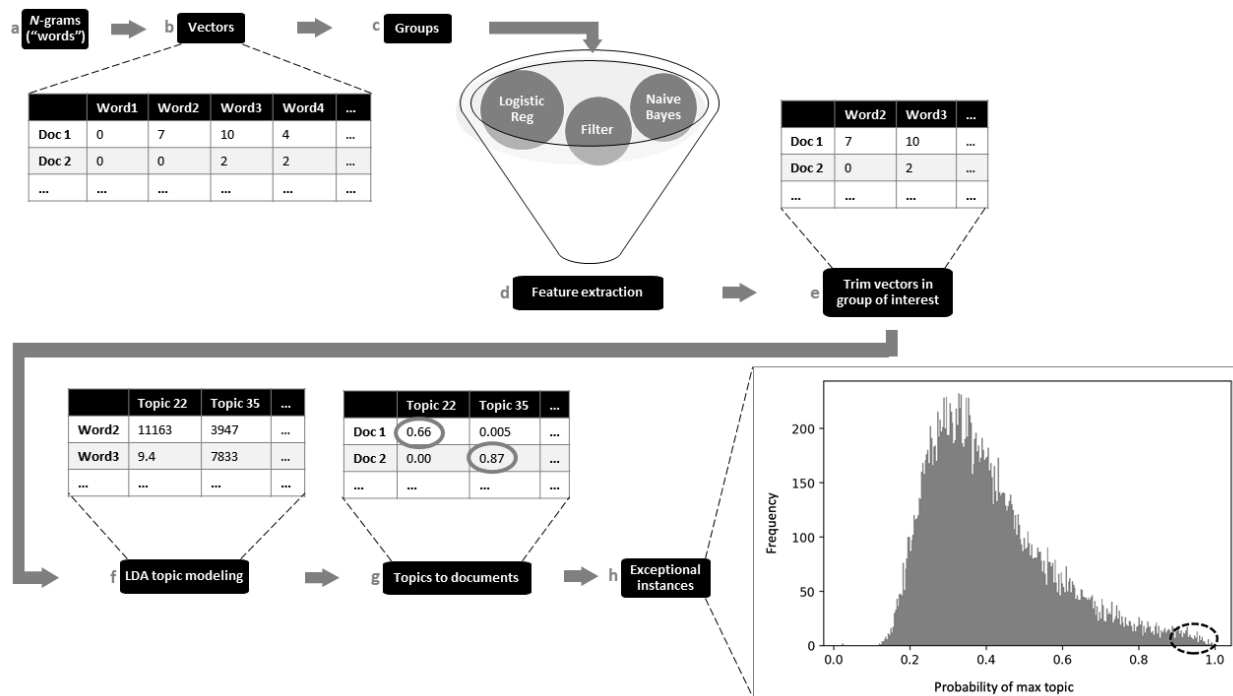 a N-grams
("words")
b Vectors
c Groups
Word1 Word2 Word3 Word4 ...
Doc 1 0 7 10 4 ...
Doc 2 0 0 2 2 ...
... ... ... ... ... ...
Logistic
Reg
Filter
Naive
Bayes
Word2 Word3 ...
Doc 1 7 10 ...
Doc 2 0 2 ...
... ... ... ...
d Feature extraction
e Trim vectors in
group of interest
Topic 22 Topic 35 ...
Word2 11163 3947 ...
Word3 9.4 7833 ...
... ... ... ...
Topic 22 Topic 35 ...
Doc 1 0.66 0.005 ...
Doc 2 0.00 0.87 ...
... ... ... ...
f LDA topic modeling
g Topics to documents
h Exceptional
instances
Frequency
200
150
100
50
0
0.0 0.2 0.4 0.6 0.8 1.0
Probability of max topic